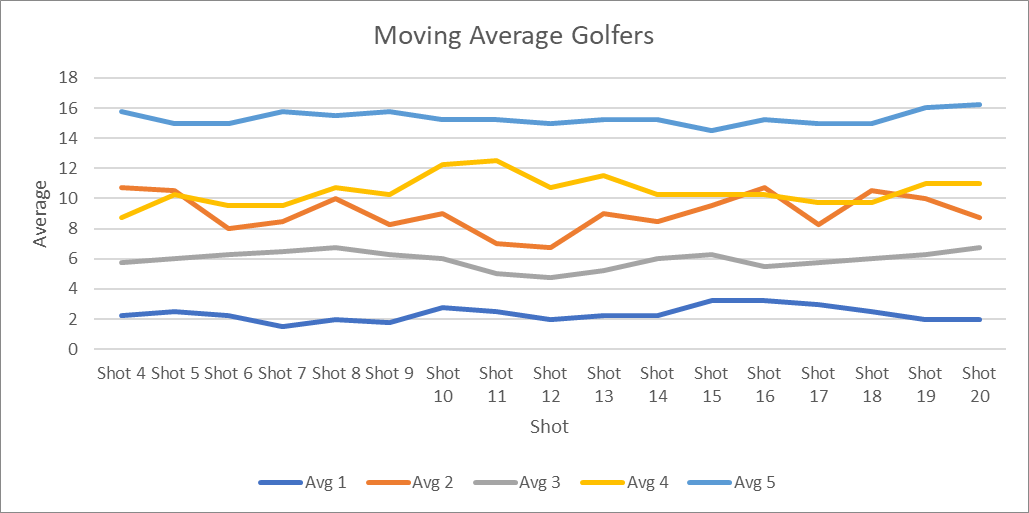 Moving Average Golfers
18
16
14
12
10
8
6
4
2
0
Average
Shot 4 Shot 5 Shot 6 Shot 7 Shot 8 Shot 9 Shot 10 Shot 11 Shot 12 Shot 13 Shot 14 Shot 15 Shot 16 Shot 17 Shot 18 Shot 19 Shot 20
Shot
Avg 1 Avg 2 Avg 3 Avg 4 Avg 5